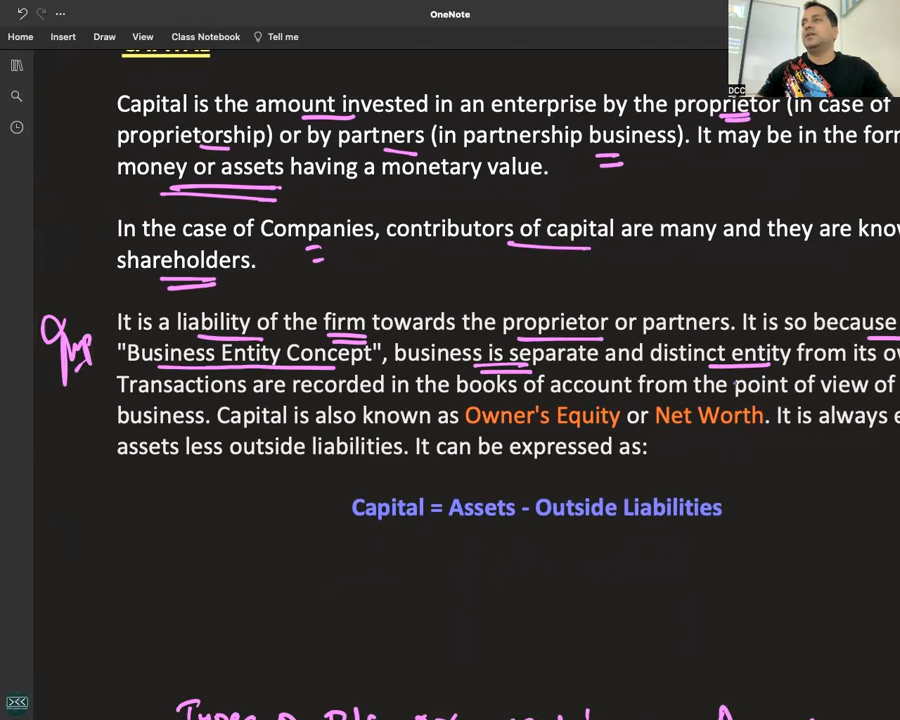 OneNote
Home Insert Draw View Class Notebook Tell me
DCC
CAPITAL
Capital is the amount invested in an enterprise by the proprietor (in case of
proprietorship) or by partners (in partnership business). It may be in the for
money or assets having a monetary value.
In the case of Companies, contributors of capital are many and they are kno
shareholders.
Imp
It is a liability of the firm towards the proprietor or partners. It is so because
"Business Entity Concept", business is separate and distinct entity from its o
Transactions are recorded in the books of account from the point of view of
business. Capital is also known as Owner's Equity or Net Worth. It is always e
assets less outside liabilities. It can be expressed as:
Capital = Assets - Outside Liabilities
Types